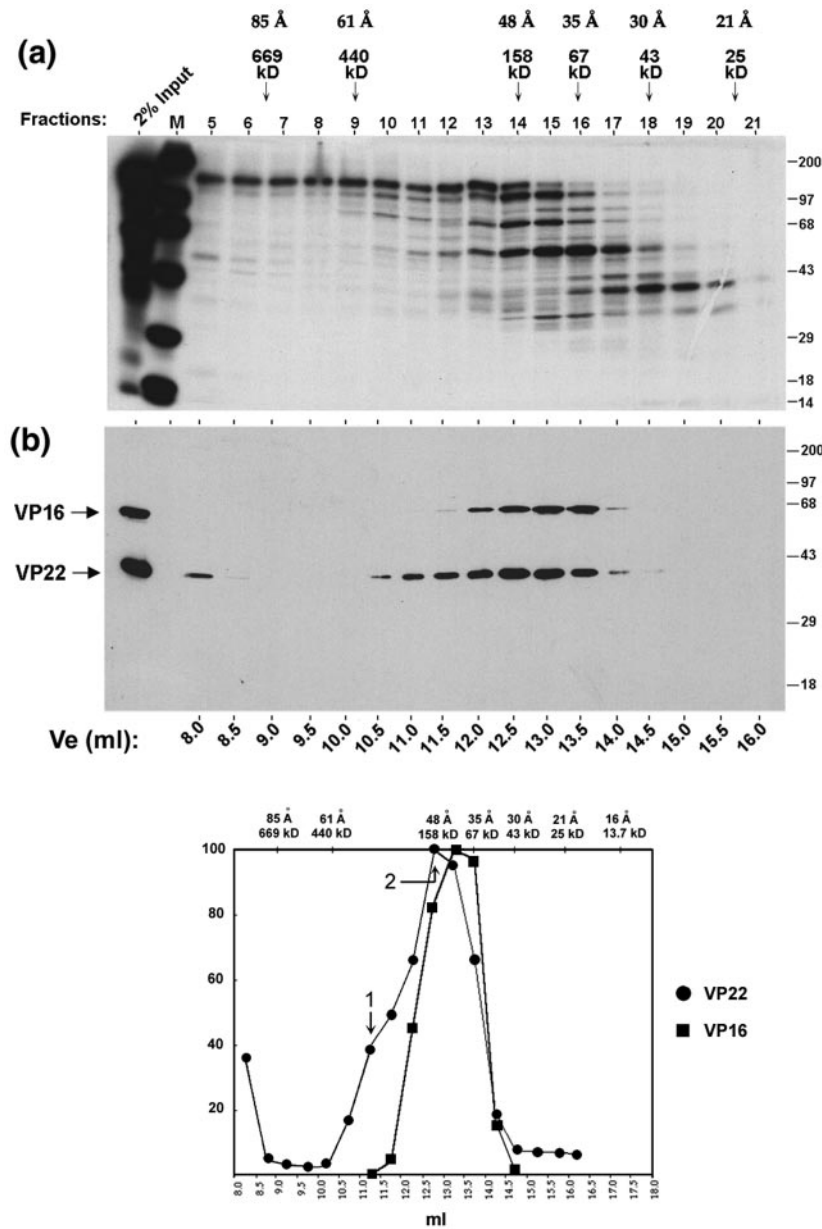 85 Å 61 Å 48 Å 35 Å 30 Å 21 Å
(a) 669 kD 440 kD 158 kD 67 kD 43 kD 25 kD
2% Input
Fractions: M 5 6 7 8 9 10 11 12 13 14 15 16 17 18 19 20 21
200
97
68
43
29
18
14
(b)
200
97
VP16 68
43
VP22
29
18
Ve (ml): 8.0 8.5 9.0 9.5 10.0 10.5 11.0 11.5 12.0 12.5 13.0 13.5 14.0 14.5 15.0 15.5 16.0
85 Å 61 Å 48 Å 35 Å 30 Å 21 Å 16 Å
669 kD 440 kD 158 kD 67 kD 43 kD 25 kD 13.7 kD
100
2
80
60
1
VP22
VP16
40
20
8.0 8.5 9.0 9.5 10.0 10.5 11.0 11.5 12.0 12.5 13.0 13.5 14.0 14.5 15.0 15.5 16.0 16.5 17.0 17.5 18.0
ml